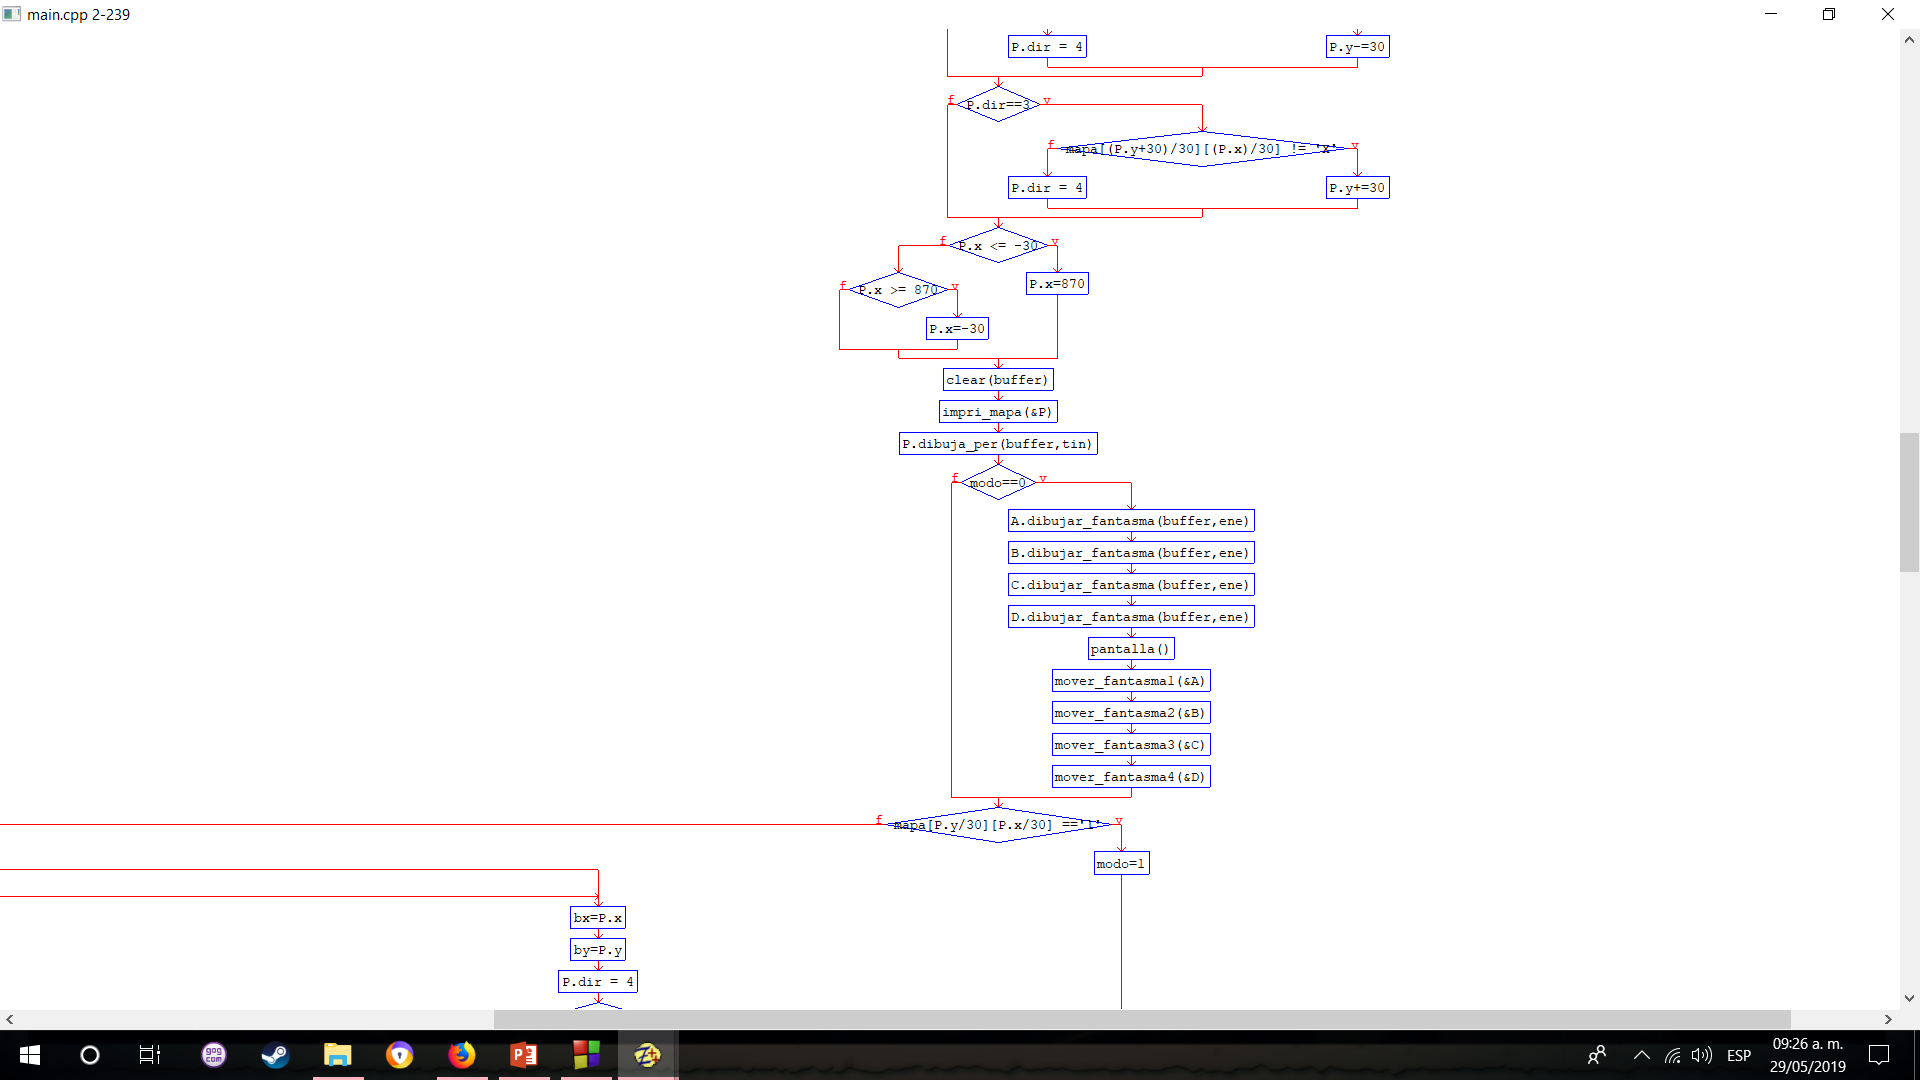 main.cpp 2-239
P.dir = 4
P.y-=30
f
P.dir==3
v
f
mapa[(P.y+30)/30][(P.x)/30] != 'X'
v
P.dir = 4
P.y+=30
f
P.x <= -30
v
P.x=870
f
P.x >= 870
v
P.x=-30
clear(buffer)
impri_mapa(&P)
P.dibuja_per(buffer,tin)
f
modo==0
v
A.dibujar_fantasma(buffer,ene)
B.dibujar_fantasma(buffer,ene)
C.dibujar_fantasma(buffer,ene)
D.dibujar_fantasma(buffer,ene)
pantalla()
mover_fantasma1(&A)
mover_fantasma2(&B)
mover_fantasma3(&C)
mover_fantasma4(&D)
f
mapa[P.y/30][P.x/30] ==
v
modo=1
bx=P.x
by=P.y
P.dir = 4
gog
com
ESP
09:26 a. m.
29/05/2019